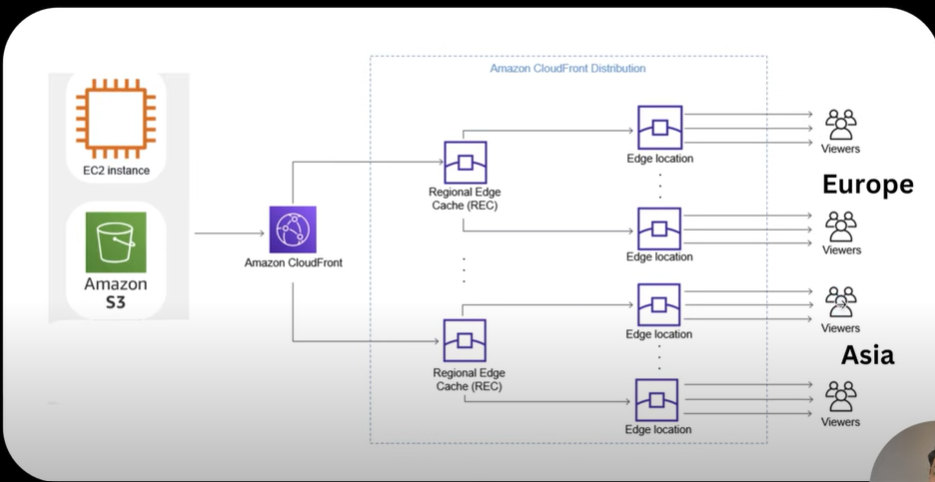 Amazon CloudFront Distribution
EC2 instance
Amazon
S3
Amazon CloudFront
Regional Edge
Cache (REC)
Edge location
Viewers
Europe
Edge location
Viewers
Regional Edge
Cache (REC)
Edge location
Viewers
Asia
Edge location
Viewers